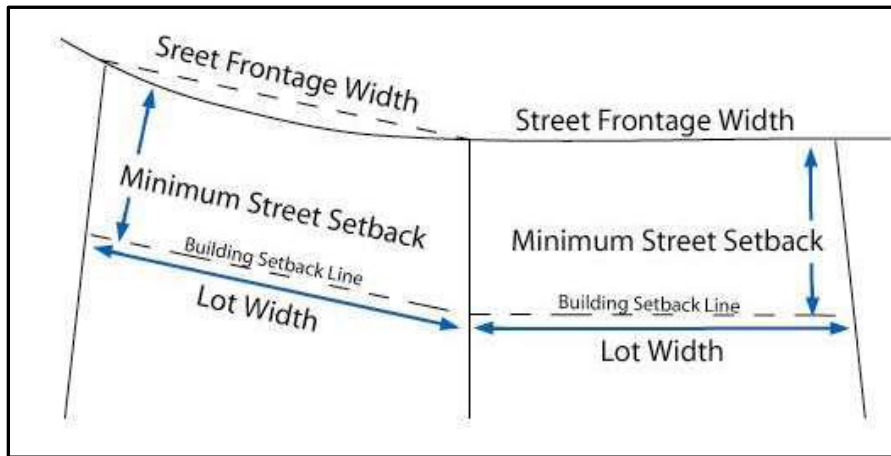 Sreet Frontage Width
Street Frontage Width
Minimum Street Setback
Minimum Street Setback
Building Setback Line
Building Setback Line
Lot Width
Lot Width